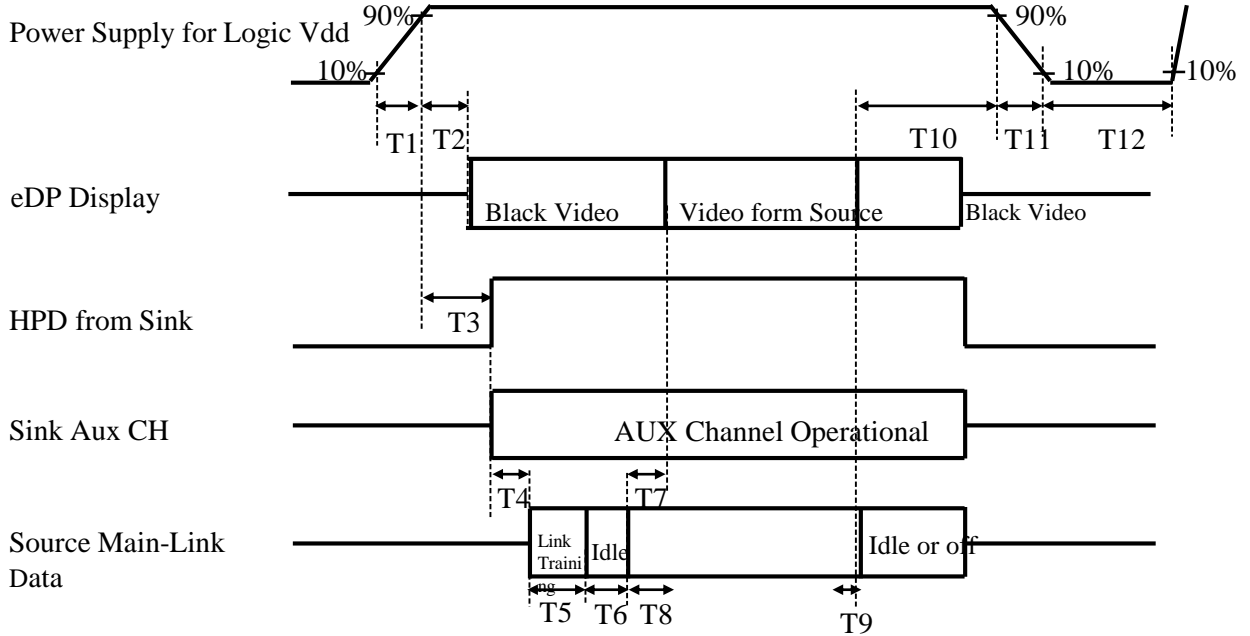 90%
90%
Power Supply for Logic Vdd
10%
10%
10%
T1
T2
T10
T11
T12
eDP Display
Black Video
Video form Source
Black Video
HPD from Sink
T3
Sink Aux CH
AUX Channel Operational
T4
T7
Source Main-Link
Data
Link
Traini
ng
Idle
Idle or off
T5
T6
T8
T9